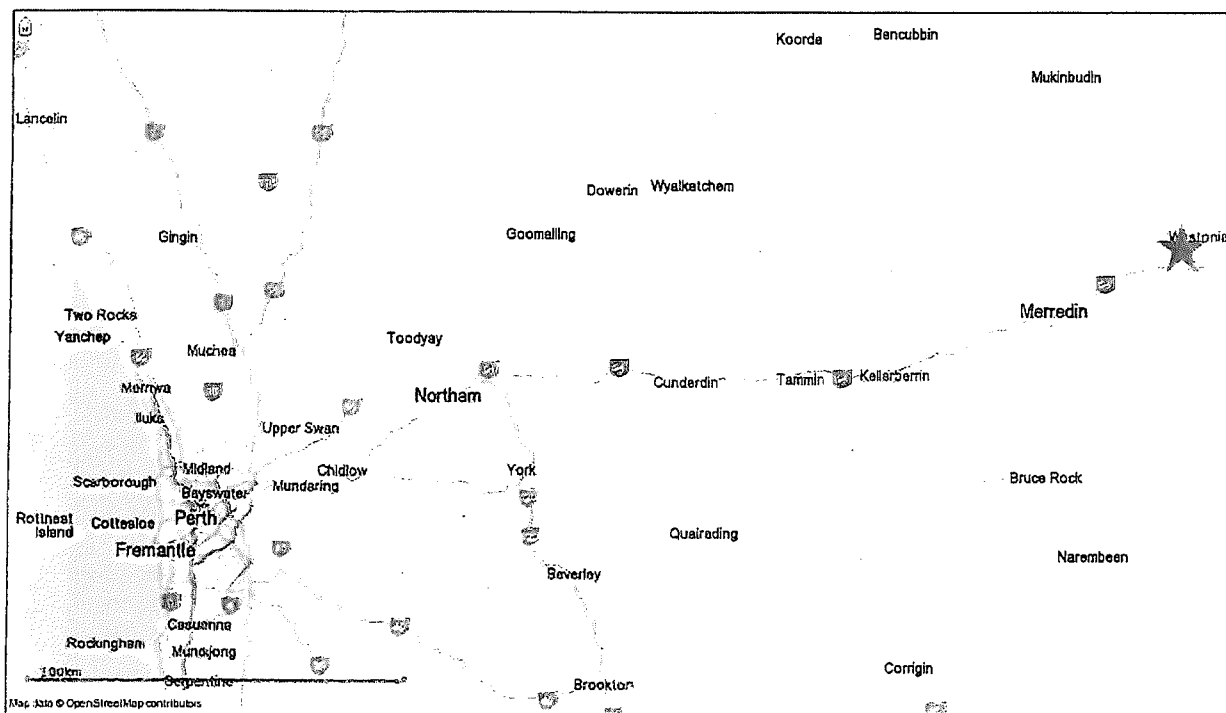 N
Koorda
Bencubbin
Mukinbudin
Lancelin
Dowerin
Wyalkatchem
Gingin
Goomalling
Westonia
Two Rocks
Yanchep
Muchea
Toodyay
Merredin
Merriwa
Northam
Cunderdin
Tammin
Kellerberrin
Iluka
Upper Swan
Midland
Chidlow
York
Scarborough
Bayswater
Mundaring
Bruce Rock
Rottnest
Island
Cottesloe
Perth
Quairading
Fremantle
Narembeen
Beverley
Casuarina
Rockingham
Mundijong
100km
Serpentine
Brookton
Corrigin
Map data © OpenStreetMap contributors